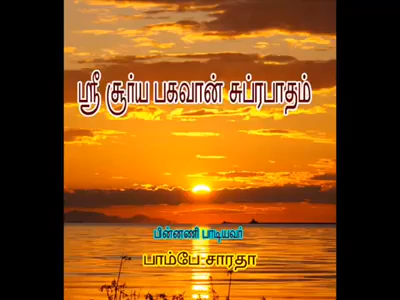 ஸ்ரீ சூர்ய பகவான் சுப்ரபாதம்
பின்னணி பாடியவர்
பாம்பே சாரதா